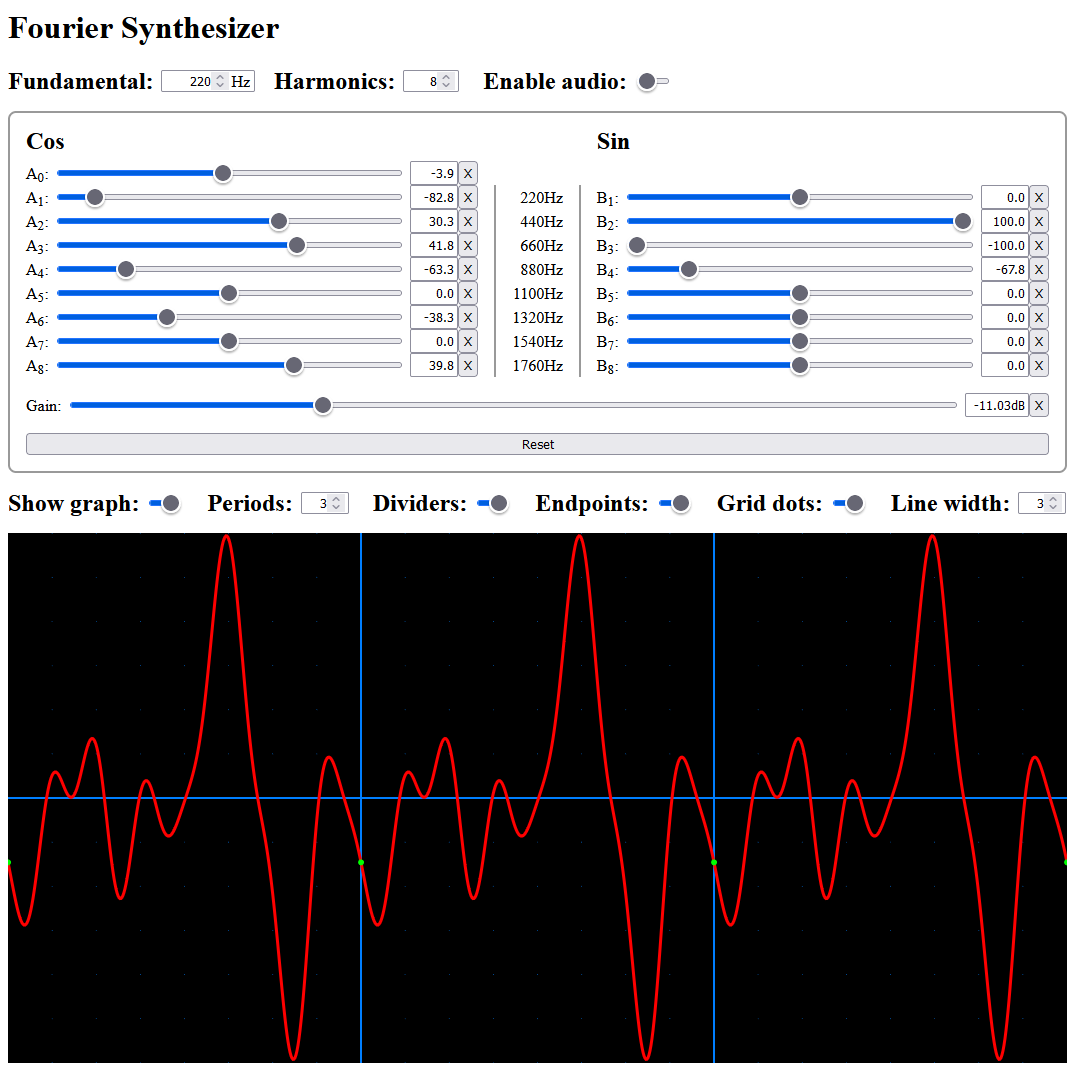 Fourier Synthesizer
Fundamental: 220 Hz Harmonics: 8 Enable audio:
Cos Sin
A0: -3.9 X
A1: -82.8 X 220Hz B1: 0.0 X
A2: 30.3 X 440Hz B2: 100.0 X
A3: 41.8 X 660Hz B3: -100.0 X
A4: -63.3 X 880Hz B4: -67.8 X
A5: 0.0 X 1100Hz B5: 0.0 X
A6: -38.3 X 1320Hz B6: 0.0 X
A7: 0.0 X 1540Hz B7: 0.0 X
A8: 39.8 X 1760Hz B8: 0.0 X
Gain: -11.03dB X
Reset
Show graph: Periods: 3 Dividers: Endpoints: Grid dots: Line width: 3